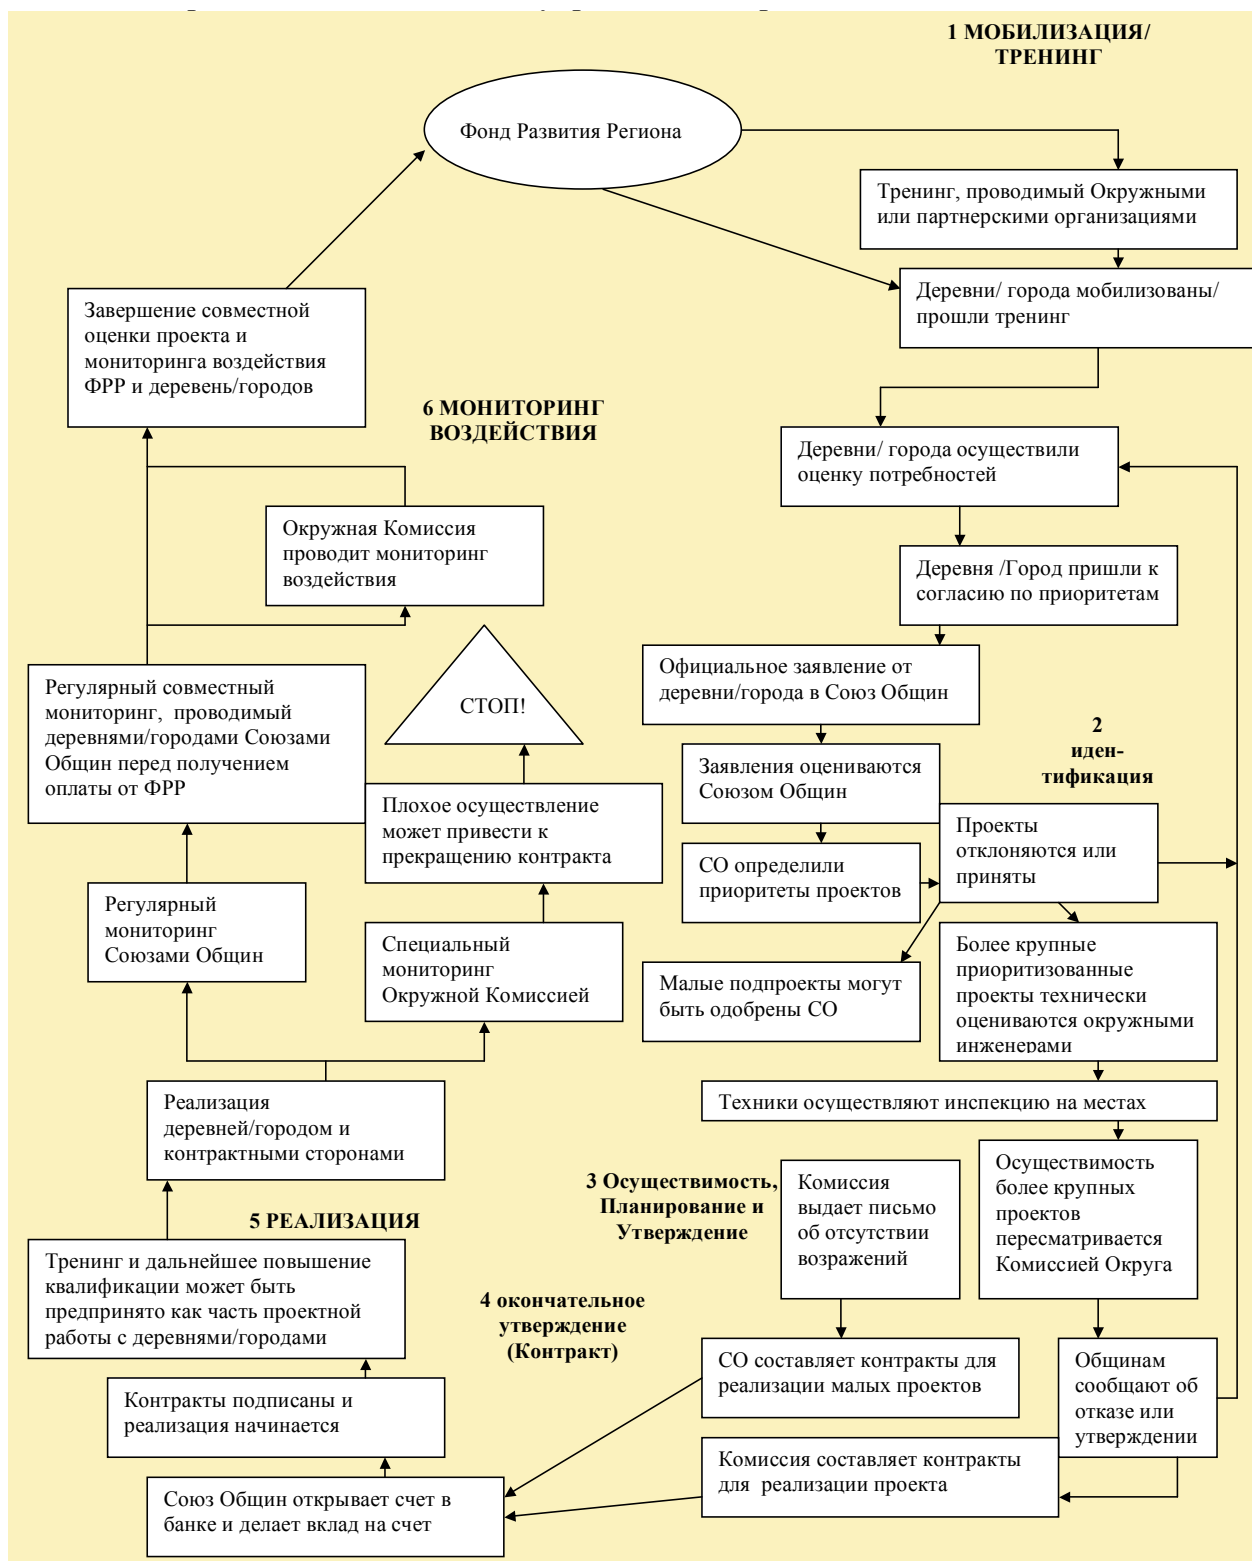 1 МОБИЛИЗАЦИЯ/
ТРЕНИНГ
Фонд Развития Региона
Тренинг, проводимый Окружными
или партнерскими организациями
Деревни/ города мобилизованы/
прошли тренинг
Завершение совместной
оценки проекта и
мониторинга воздействия
ФРР и деревень/городов
6 МОНИТОРИНГ
ВОЗДЕЙСТВИЯ
Деревни/ города осуществили
оценку потребностей
Окружная Комиссия
проводит мониторинг
воздействия
Деревня /Город пришли к
согласию по приоритетам
Официальное заявление от
деревни/города в Союз Общин
Регулярный совместный
мониторинг, проводимый
деревнями/городами Союзами
Общин перед получением
оплаты от ФРР
СТОП!
2
иден-
тификация
Заявления оцениваются
Союзом Общин
Плохое осуществление
может привести к
прекращению контракта
Проекты
отклоняются или
приняты
СО определили
приоритеты проектов
Регулярный
мониторинг
Союзами Общин
Специальный
мониторинг
Окружной Комиссией
Малые подпроекты могут
быть одобрены СО
Более крупные
приоритизованные
проекты технически
оцениваются окружными
инженерами
Техники осуществляют инспекцию на местах
Реализация
деревней/городом и
контрактными сторонами
3 Осуществимость,
Планирование и
Утверждение
Комиссия
выдает письмо
об отсутствии
возражений
Осуществимость
более крупных
проектов
пересматривается
Комиссией Округа
5 РЕАЛИЗАЦИЯ
Тренинг и дальнейшее повышение
квалификации может быть
предпринято как часть проектной
работы с деревнями/городами
4 окончательное
утверждение
(Контракт)
СО составляет контракты для
реализации малых проектов
Общинам
сообщают об
отказе или
утверждении
Контракты подписаны и
реализация начинается
Комиссия составляет контракты
для реализации проекта
Союз Общин открывает счет в
банке и делает вклад на счет